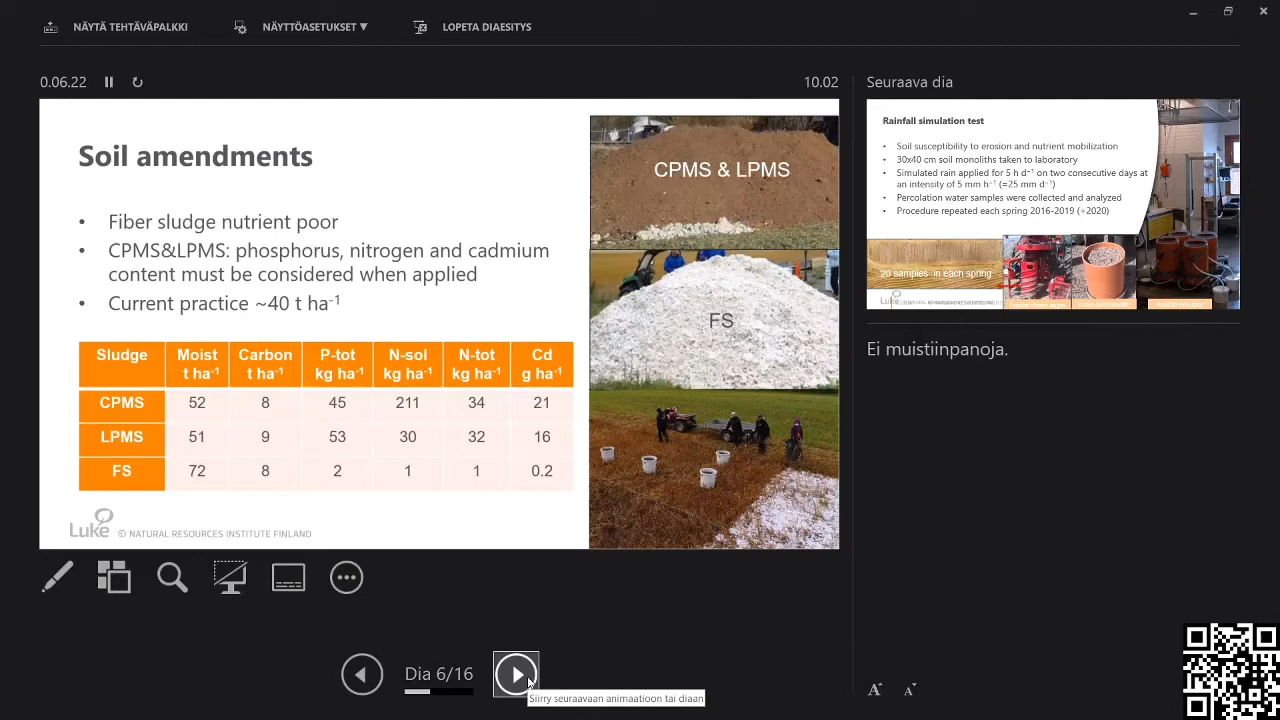 NÄYTÄ TEHTÄVÄPALKKI
NÄYTTÖASETUKSET ▼
LOPETA DIAESITYS
0.06.22
10.02
Soil amendments
• Fiber sludge nutrient poor
• CPMS&LPMS: phosphorus, nitrogen and cadmium
content must be considered when applied
• Current practice ~40 t ha⁻¹
Sludge Moist t ha⁻¹ Carbon t ha⁻¹ P-tot kg ha⁻¹ N-sol kg ha⁻¹ N-tot kg ha⁻¹ Cd g ha⁻¹
CPMS 52 8 45 211 34 21
LPMS 51 9 53 30 32 16
FS 72 8 2 1 1 0.2
Luke © NATURAL RESOURCES INSTITUTE FINLAND
CPMS & LPMS
FS
Seuraava dia
Rainfall simulation test
• Soil susceptibility to erosion and nutrient mobilization
• 30x40 cm soil monoliths taken to laboratory
• Simulated rain applied for 5 h d⁻¹ on two consecutive days at
an intensity of 5 mm h⁻¹ (=25 mm d⁻¹)
• Percolation water samples were collected and analyzed
• Procedure repeated each spring 2016-2019 (+2020)
20 samples in each spring
Luke
Rainfall simulator
Ei muistiinpanoja.
Dia 6/16
Siirry seuraavaan animaatioon tai diaan
A A